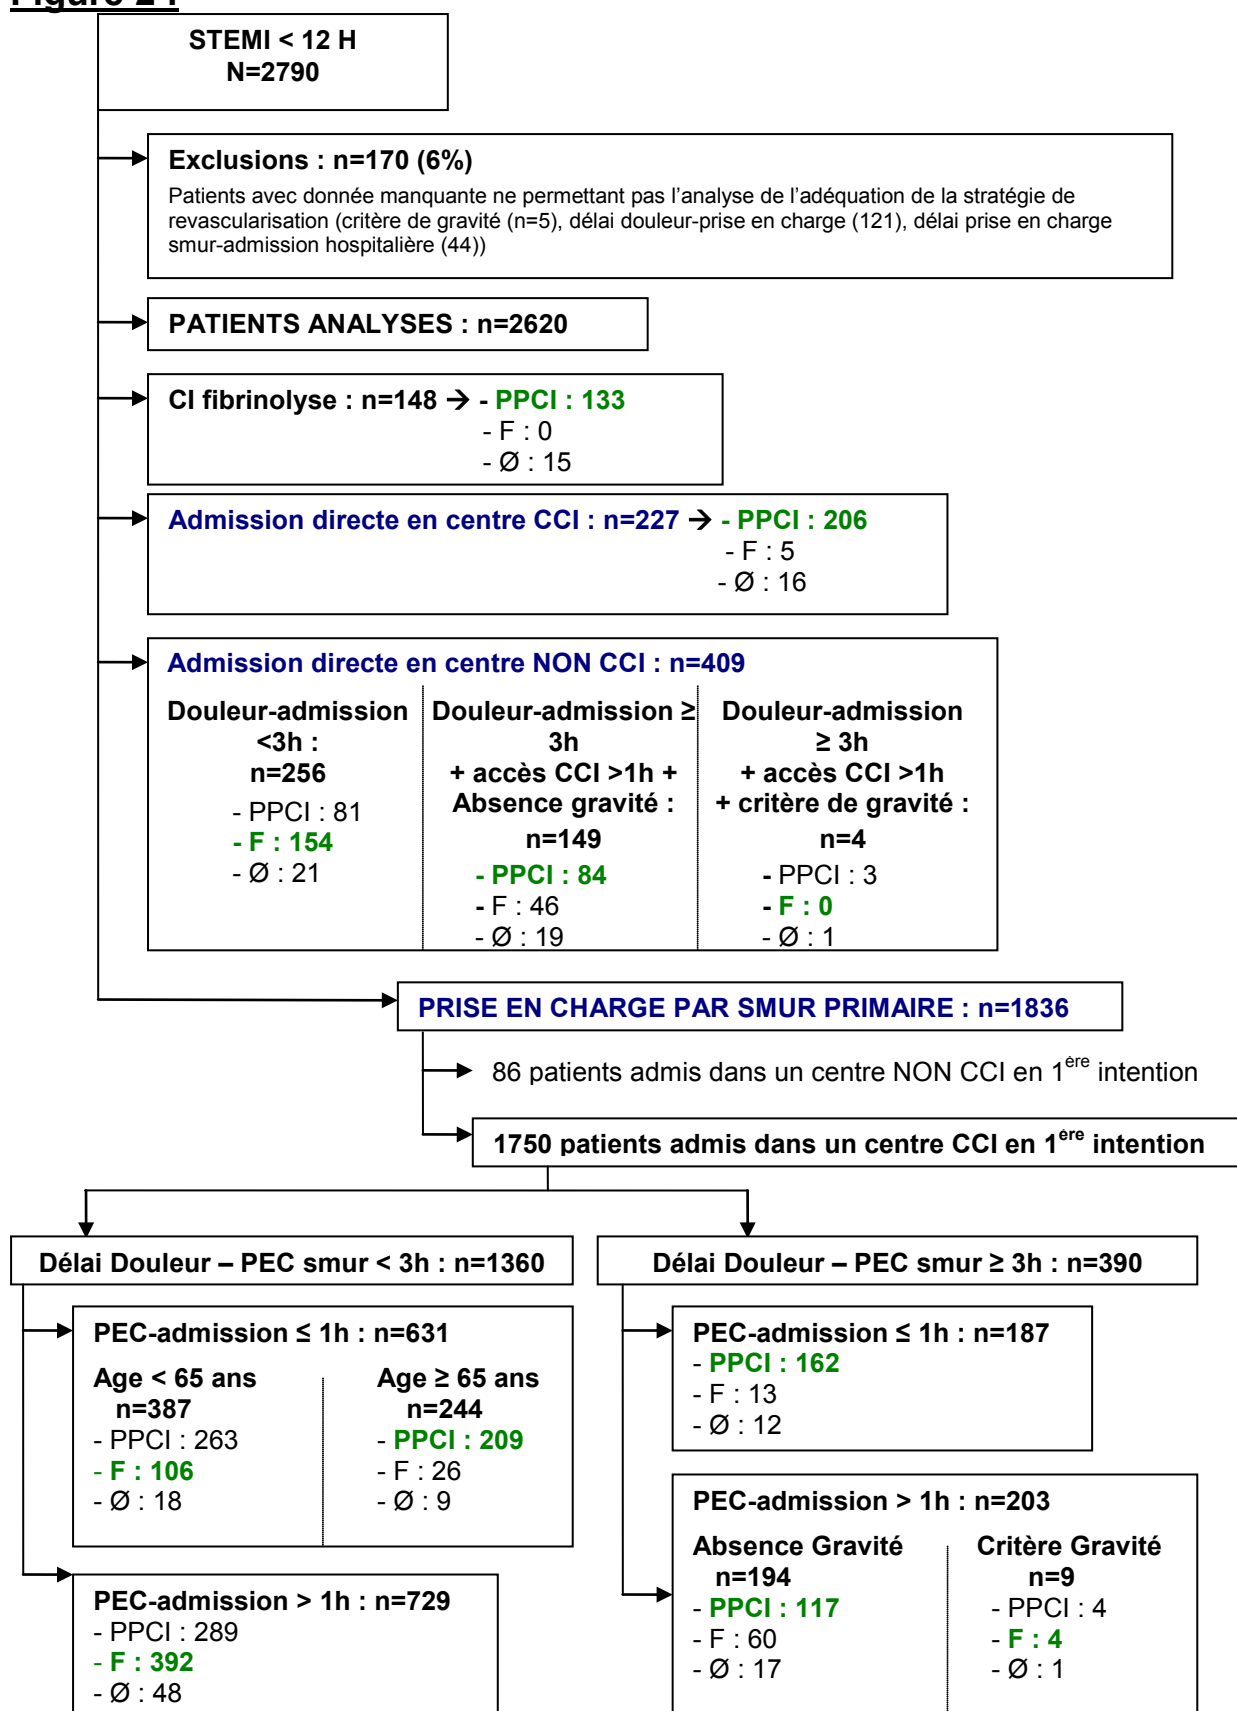 Figure 21
STEMI < 12 H
N=2790
Exclusions : n=170 (6%)
Patients avec donnée manquante ne permettant pas l'analyse de l'adéquation de la stratégie de
revascularisation (critère de gravité (n=5), délai douleur-prise en charge (121), délai prise en charge
smur-admission hospitalière (44))
PATIENTS ANALYSES : n=2620
CI fibrinolyse : n=148 → - PPCI : 133
- F : 0
- Ø : 15
Admission directe en centre CCI : n=227 → - PPCI : 206
- F : 5
- Ø : 16
Admission directe en centre NON CCI : n=409
Douleur-admission
<3h :
n=256
- PPCI : 81
- F : 154
- Ø : 21
Douleur-admission ≥
3h
+ accès CCI >1h +
Absence gravité :
n=149
- PPCI : 84
- F : 46
- Ø : 19
Douleur-admission
≥ 3h
+ accès CCI >1h
+ critère de gravité :
n=4
- PPCI : 3
- F : 0
- Ø : 1
PRISE EN CHARGE PAR SMUR PRIMAIRE : n=1836
86 patients admis dans un centre NON CCI en 1ère intention
1750 patients admis dans un centre CCI en 1ère intention
Délai Douleur – PEC smur < 3h : n=1360
PEC-admission ≤ 1h : n=631
Age < 65 ans
n=387
- PPCI : 263
- F : 106
- Ø : 18
Age ≥ 65 ans
n=244
- PPCI : 209
- F : 26
- Ø : 9
PEC-admission > 1h : n=729
- PPCI : 289
- F : 392
- Ø : 48
Délai Douleur – PEC smur ≥ 3h : n=390
PEC-admission ≤ 1h : n=187
- PPCI : 162
- F : 13
- Ø : 12
PEC-admission > 1h : n=203
Absence Gravité
n=194
- PPCI : 117
- F : 60
- Ø : 17
Critère Gravité
n=9
- PPCI : 4
- F : 4
- Ø : 1